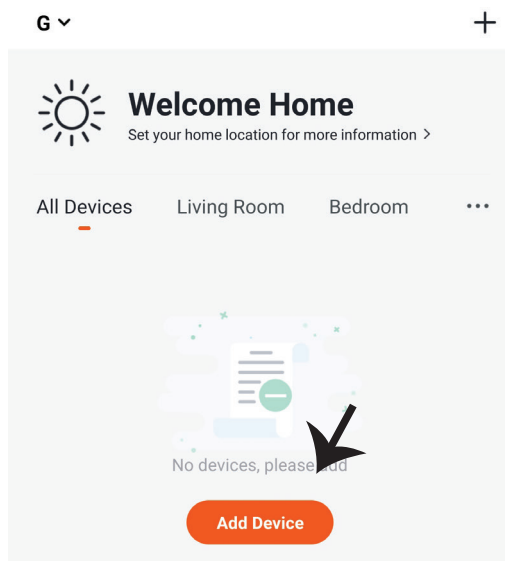 G
Welcome Home
Set your home location for more information >
All Devices Living Room Bedroom ...
No devices, please add
Add Device